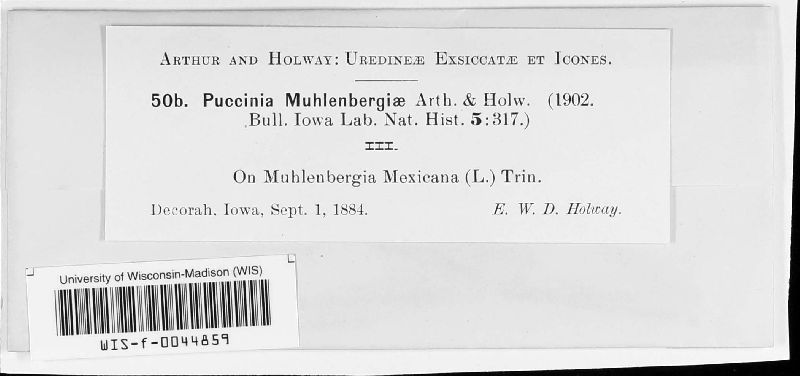 ARTHUR AND HOLWAY: UREDINEÆ EXSICCATÆ ET ICONES.
50b. Puccinia Muhlenbergiæ Arth. & Holw. (1902.
Bull. Iowa Lab. Nat. Hist. 5:317.)
III.
On Muhlenbergia Mexicana (L.) Trin.
Decorah, Iowa, Sept. 1, 1884. E. W. D. Holway.
University of Wisconsin-Madison (WIS)
WIS-f-0044859